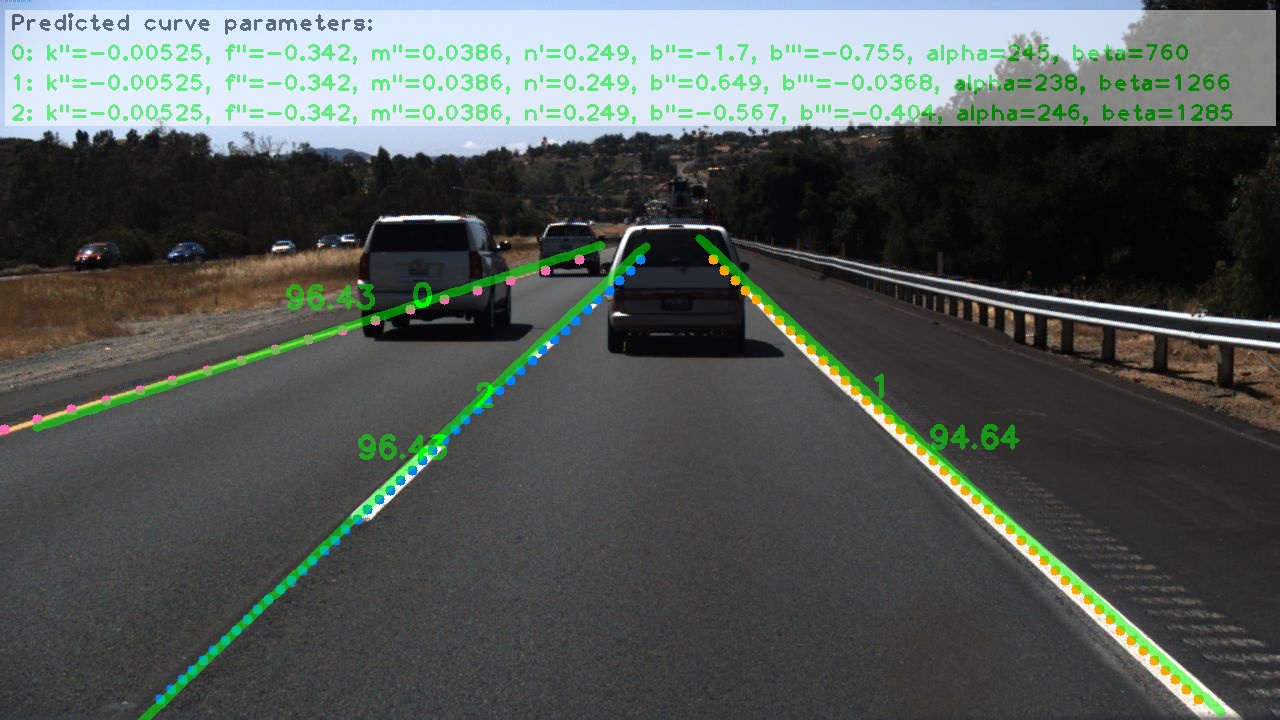 Predicted curve parameters:
0: k''=-0.00525, f''=-0.342, m''=0.0386, n'=0.249, b''=-1.7, b'''=-0.755, alpha=245, beta=760
1: k''=-0.00525, f''=-0.342, m''=0.0386, n'=0.249, b''=0.649, b'''=-0.0368, alpha=238, beta=1266
2: k''=-0.00525, f''=-0.342, m''=0.0386, n'=0.249, b''=-0.567, b'''=-0.404, alpha=246, beta=1285
96.43 0
2 1
96.43 94.64